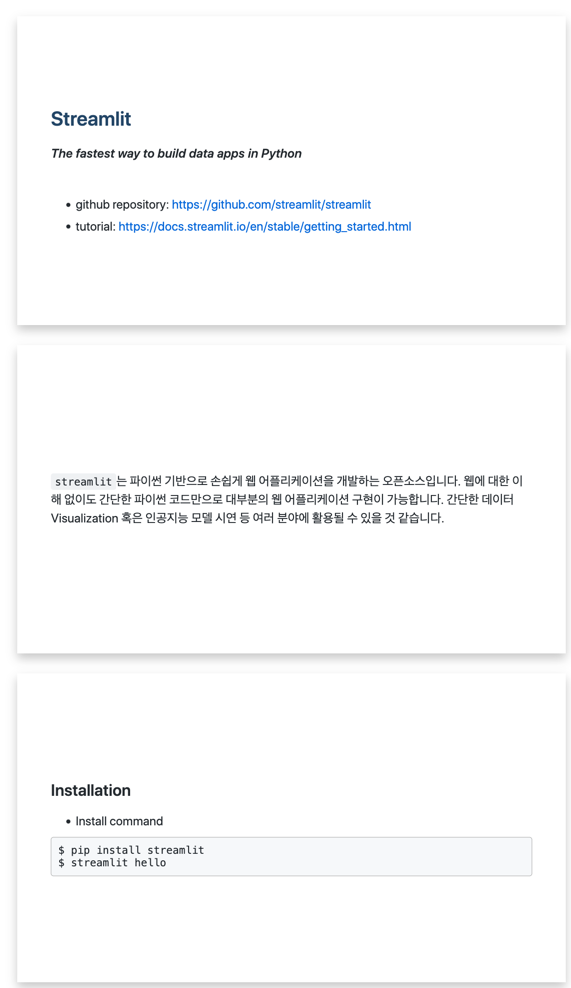 Streamlit
The fastest way to build data apps in Python
• github repository: https://github.com/streamlit/streamlit
• tutorial: https://docs.streamlit.io/en/stable/getting_started.html
streamlit 는 파이썬 기반으로 손쉽게 웹 어플리케이션을 개발하는 오픈소스입니다. 웹에 대한 이
해 없이도 간단한 파이썬 코드만으로 대부분의 웹 어플리케이션 구현이 가능합니다. 간단한 데이터
Visualization 혹은 인공지능 모델 시연 등 여러 분야에 활용될 수 있을 것 같습니다.
Installation
• Install command
$ pip install streamlit
$ streamlit hello